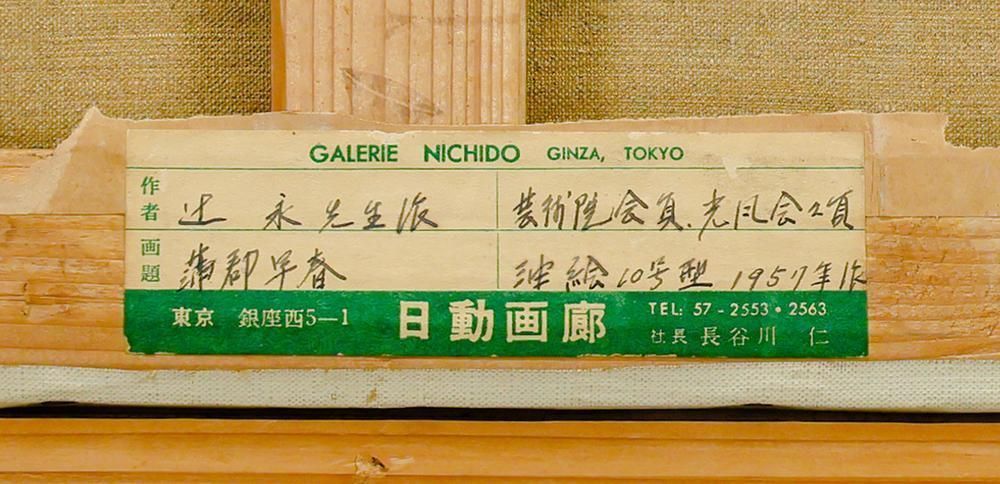 GALERIE NICHIDO GINZA, TOKYO
作者 辻 永先生作 芸術院会員、光風会々員
画題 蒲郡早春 油絵10号型 1957年作
東京 銀座西5-1 日動画廊 TEL: 57-2553・2563
社長 長谷川 仁